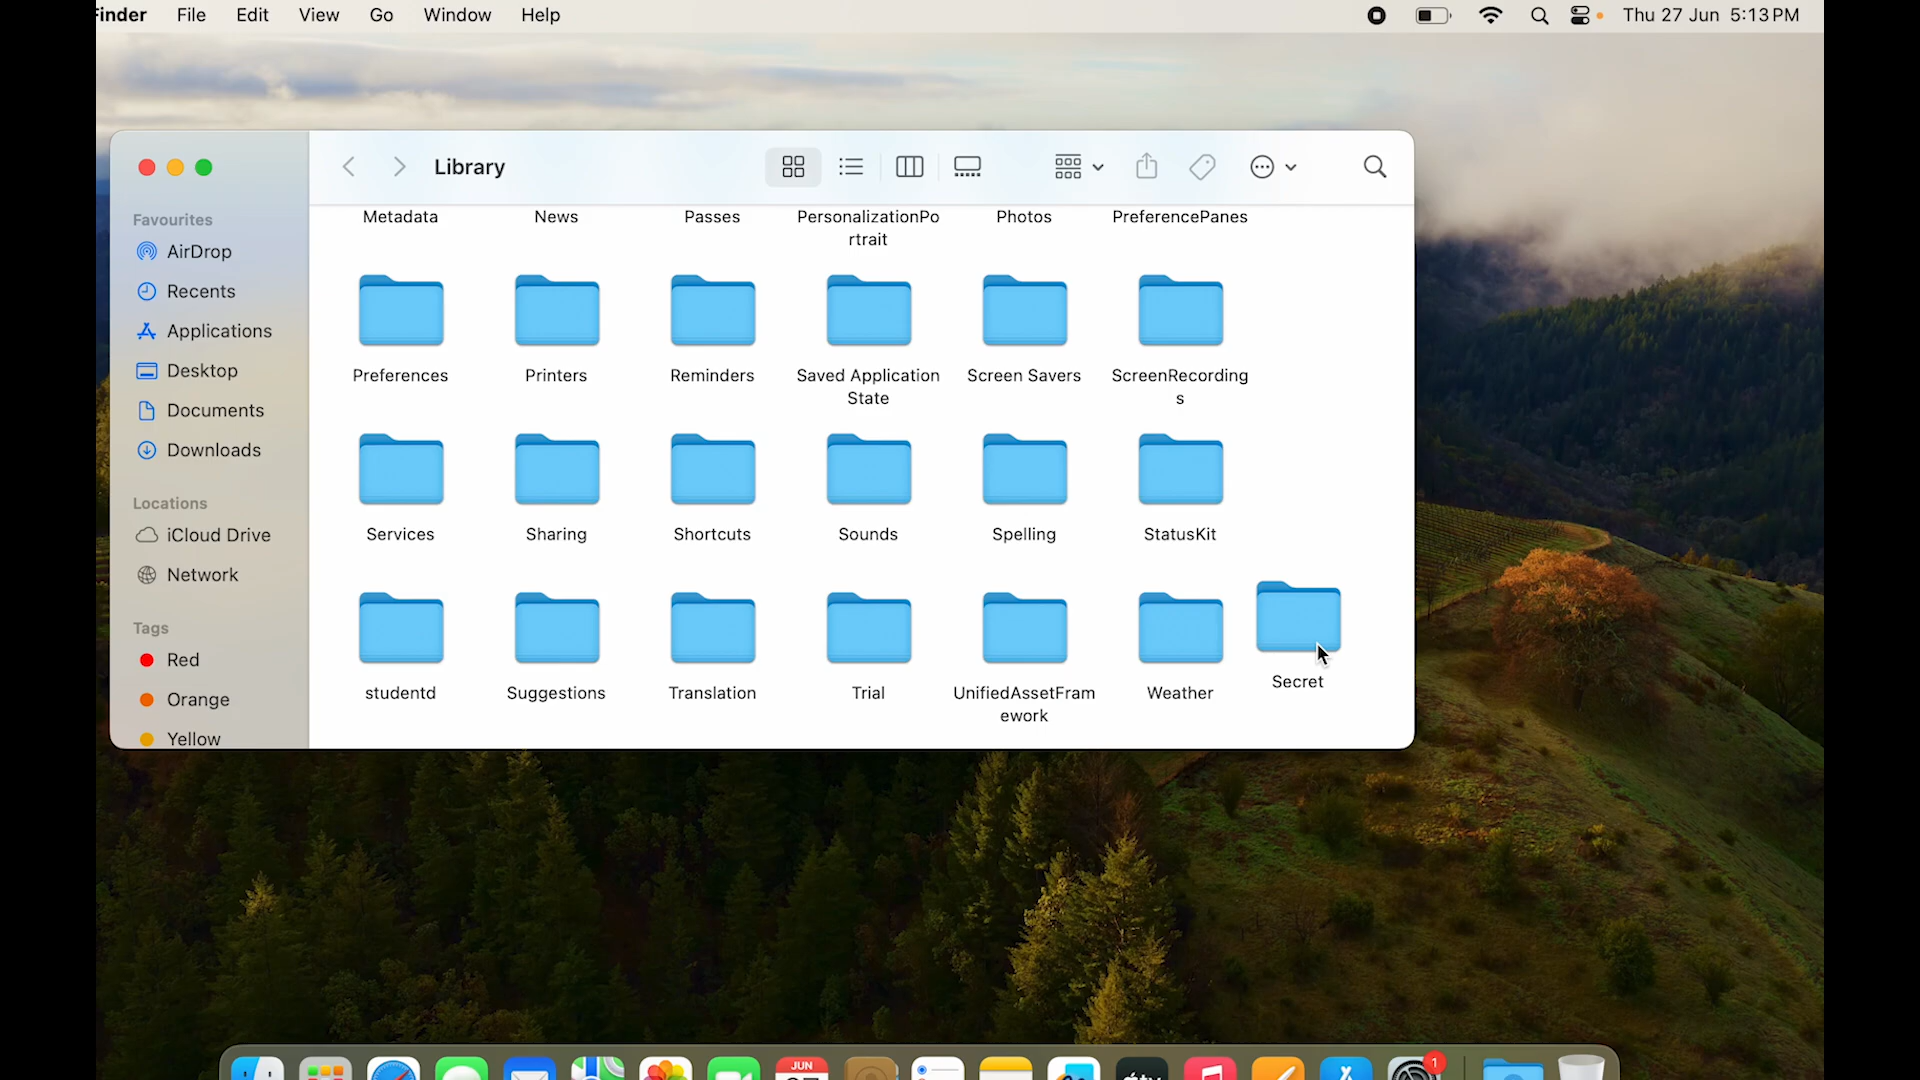 Finder File Edit View Go Window Help Thu 27 Jun 5:13 PM
Library
Favourites
AirDrop
Recents
Applications
Desktop
Documents
Downloads
Locations
iCloud Drive
Network
Tags
Red
Orange
Yellow
Metadata News Passes PersonalizationPo Photos PreferencePanes
rtrait
Preferences Printers Reminders Saved Application Screen Savers ScreenRecording
State s
Services Sharing Shortcuts Sounds Spelling StatusKit
studentd Suggestions Translation Trial UnifiedAssetFram Weather Secret
ework
JUN
tv
1